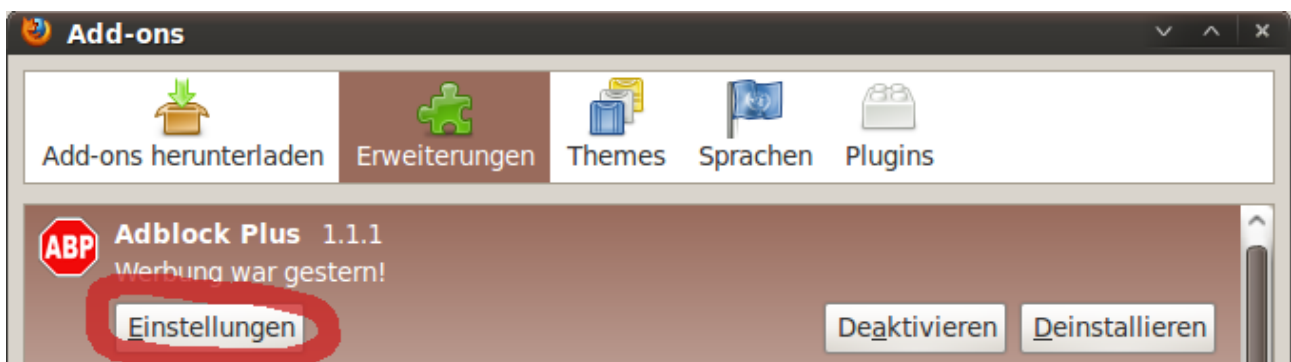 Add-ons
Add-ons herunterladen Erweiterungen Themes Sprachen Plugins
ABP
Adblock Plus 1.1.1
Werbung war gestern!
Einstellungen Deaktivieren Deinstallieren